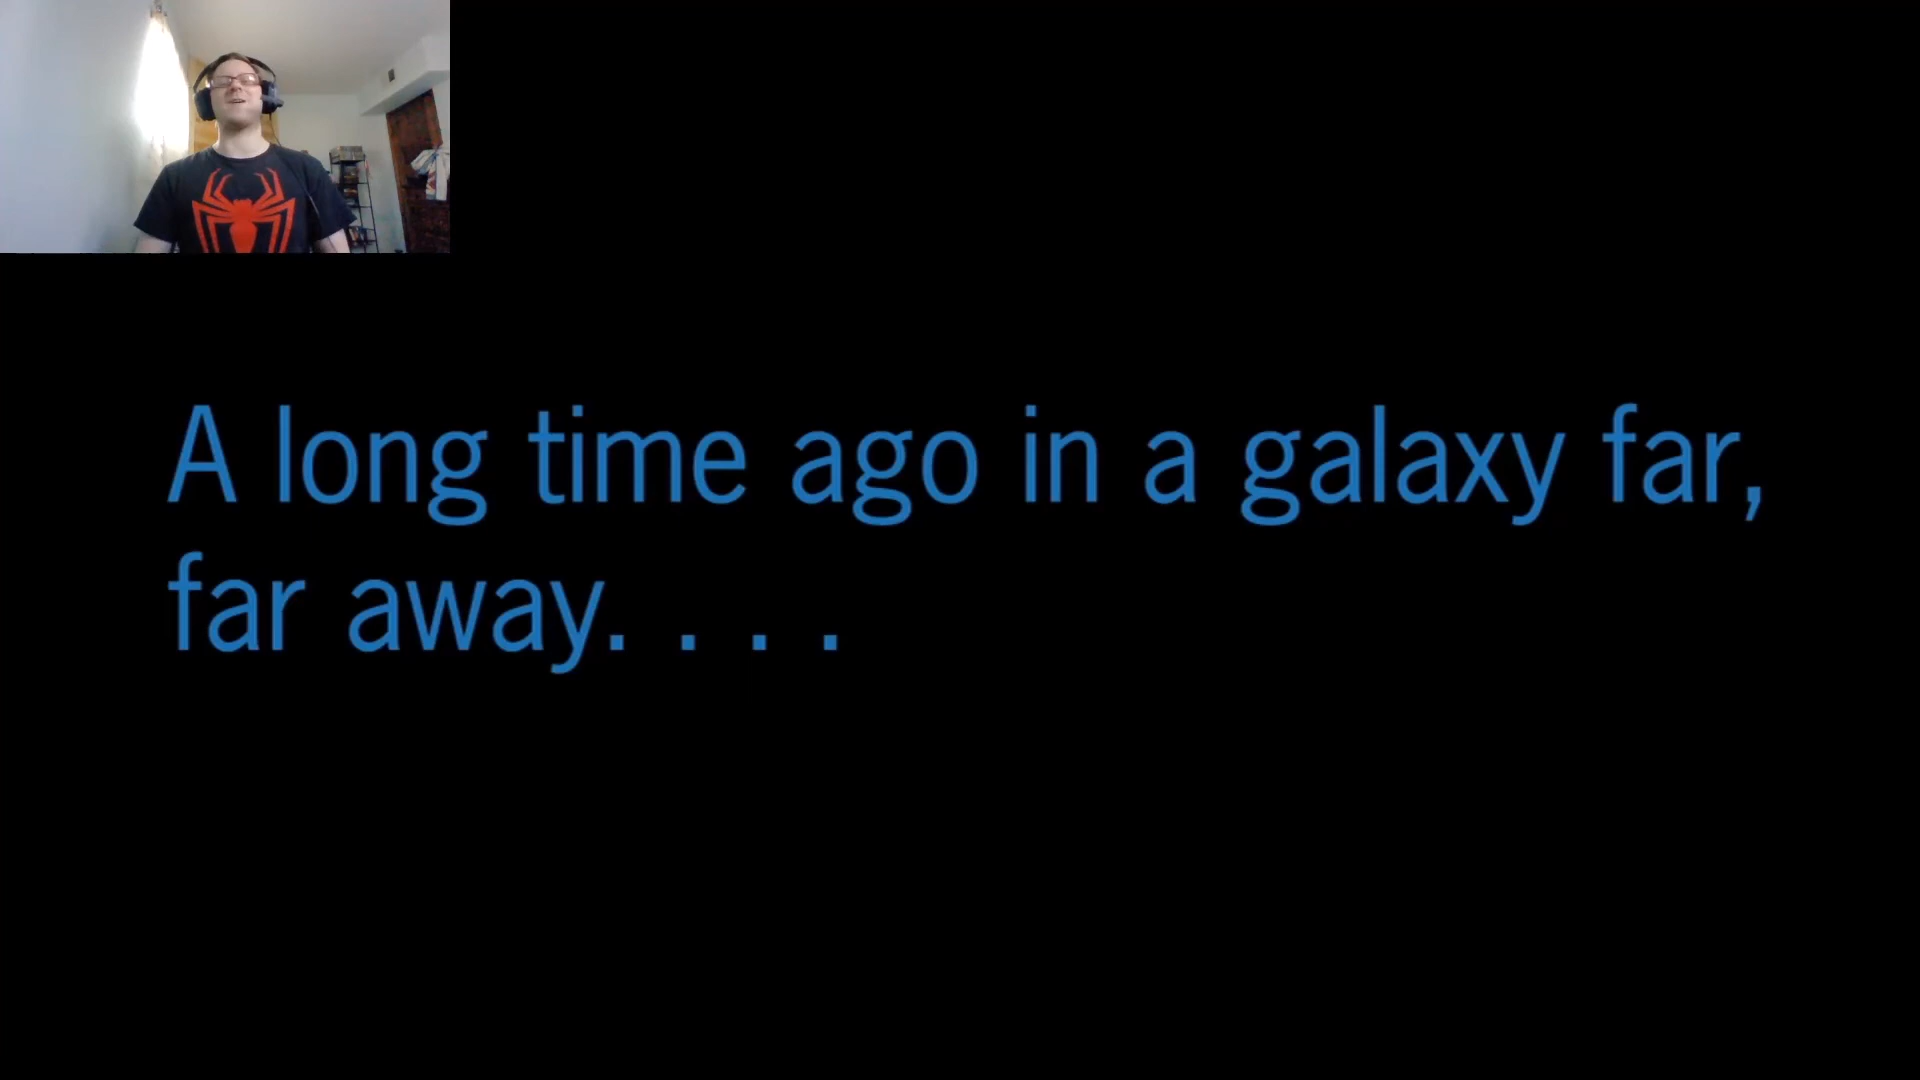 A long time ago in a galaxy far,
far away. . . .